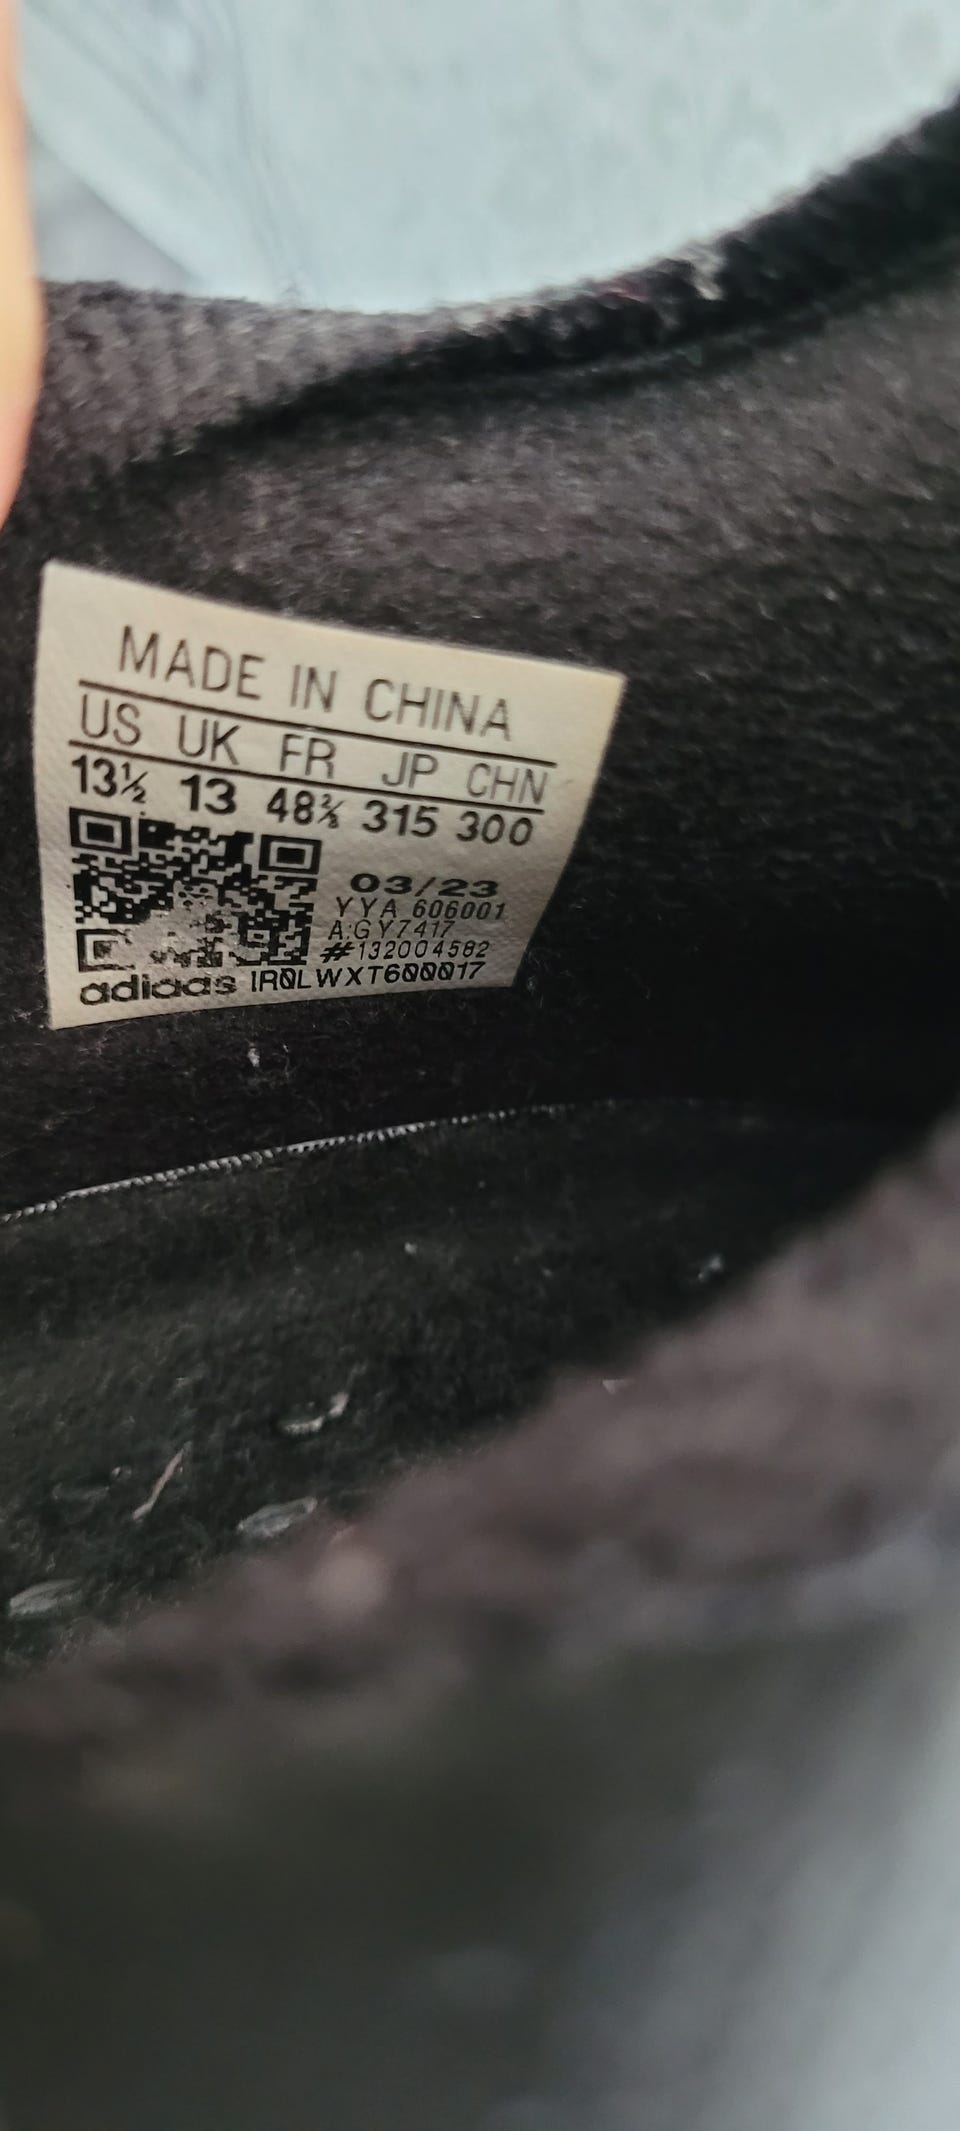 MADE IN CHINA
US UK FR JP CHN
13½ 13 48⅔ 315 300
03/23
YYA 606001
A:GY7417
#132004582
adidas IR0LWXT600017